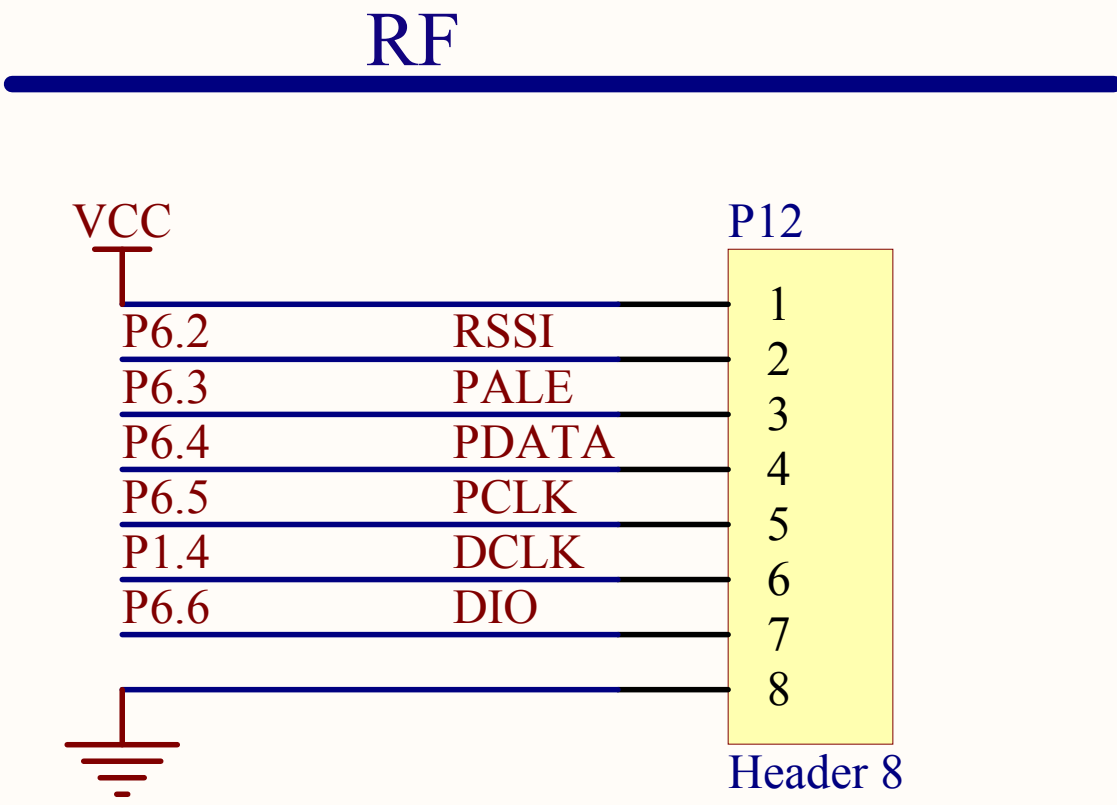 RF
VCC
P12
1
P6.2 RSSI
2
P6.3 PALE
3
P6.4 PDATA
4
P6.5 PCLK
5
P1.4 DCLK
6
P6.6 DIO
7
8
Header 8